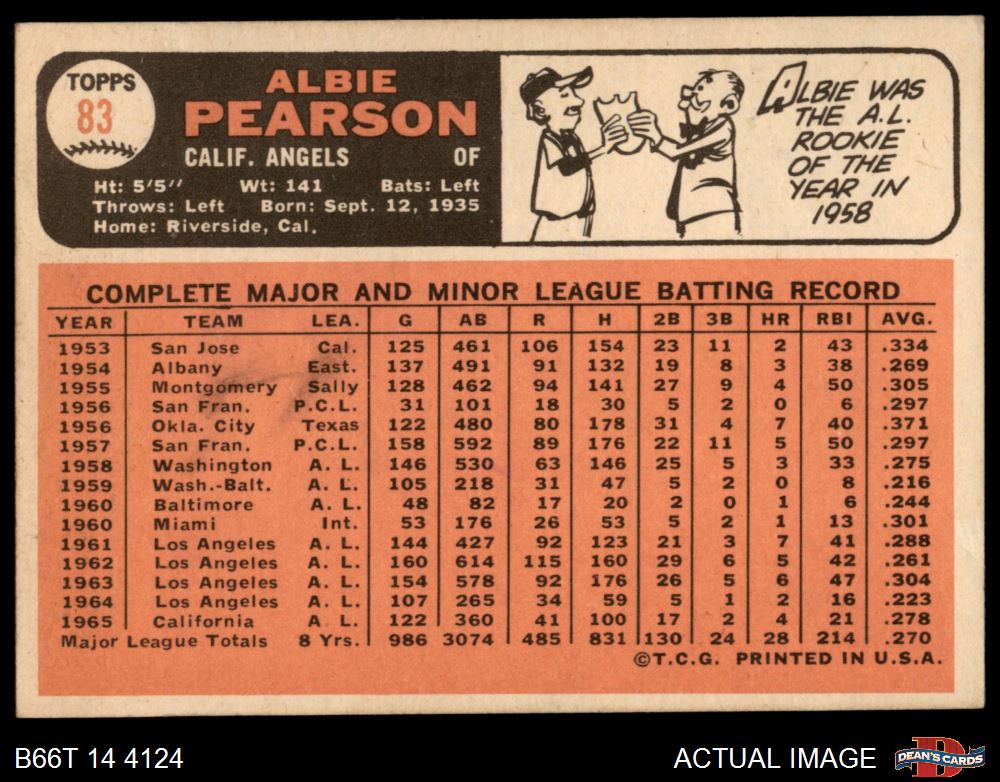 TOPPS
83
ALBIE
PEARSON
CALIF. ANGELS OF
Ht: 5'5" Wt: 141 Bats: Left
Throws: Left Born: Sept. 12, 1935
Home: Riverside, Cal.
ALBIE WAS
THE A.L.
ROOKIE
OF THE
YEAR IN
1958
COMPLETE MAJOR AND MINOR LEAGUE BATTING RECORD
YEAR TEAM LEA. G AB R H 2B 3B HR RBI AVG.
1953 San Jose Cal. 125 461 106 154 23 11 2 43 .334
1954 Albany East. 137 491 91 132 19 8 3 38 .269
1955 Montgomery Sally 128 462 94 141 27 9 4 50 .305
1956 San Fran. P.C.L. 31 101 18 30 5 2 0 6 .297
1956 Okla. City Texas 122 480 80 178 31 4 7 40 .371
1957 San Fran. P.C.L. 158 592 89 176 22 11 5 50 .297
1958 Washington A. L. 146 530 63 146 25 5 3 33 .275
1959 Wash.-Balt. A. L. 105 218 31 47 5 2 0 8 .216
1960 Baltimore A. L. 48 82 17 20 2 0 1 6 .244
1960 Miami Int. 53 176 26 53 5 2 1 13 .301
1961 Los Angeles A. L. 144 427 92 123 21 3 7 41 .288
1962 Los Angeles A. L. 160 614 115 160 29 6 5 42 .261
1963 Los Angeles A. L. 154 578 92 176 26 5 6 47 .304
1964 Los Angeles A. L. 107 265 34 59 5 1 2 16 .223
1965 California A. L. 122 360 41 100 17 2 4 21 .278
Major League Totals 8 Yrs. 986 3074 485 831 130 24 28 214 .270
©T.C.G. PRINTED IN U.S.A.
B66T 14 4124 ACTUAL IMAGE
D
DEAN'S CARDS